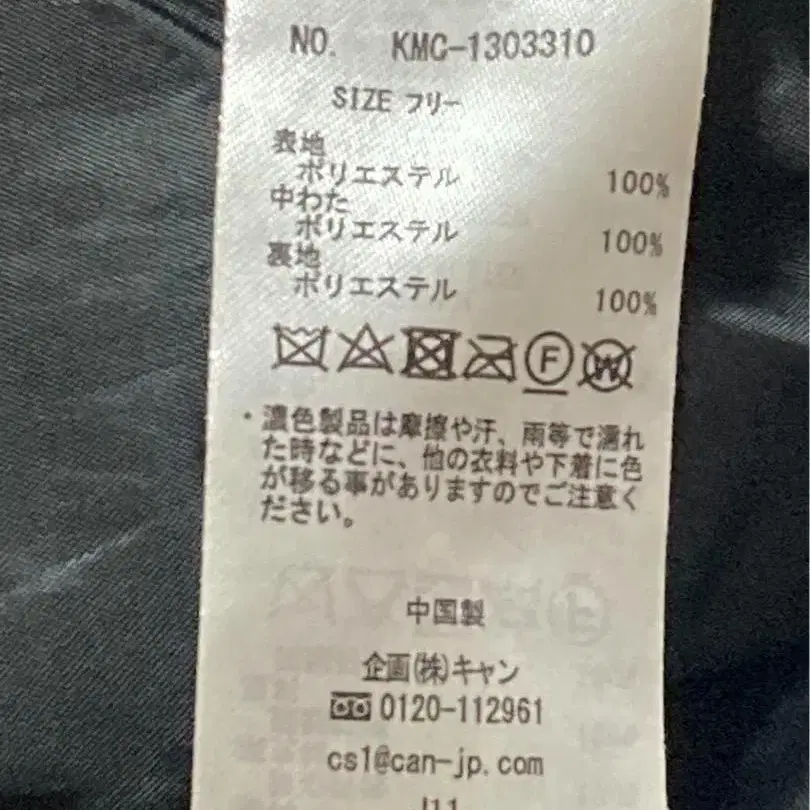 NO. KMC-1303310
SIZE フリー
表地
ポリエステル 100%
中わた
ポリエステル 100%
裏地
ポリエステル 100%
F W
・濃色製品は摩擦や汗、雨等で濡れ
た時などに、他の衣料や下着に色
が移る事がありますのでご注意く
ださい。
中国製
企画(株)キャン
0120-112961
cs1@can-jp.com